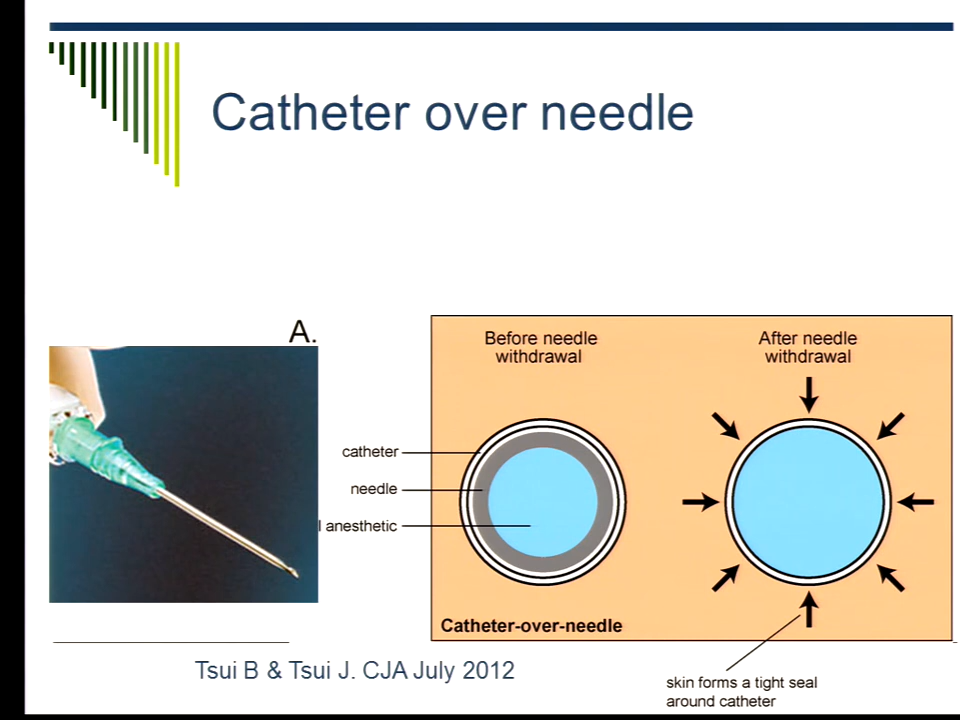 Catheter over needle
A.
Before needle
withdrawal
After needle
withdrawal
catheter
needle
l anesthetic
Catheter-over-needle
Tsui B & Tsui J. CJA July 2012
skin forms a tight seal
around catheter